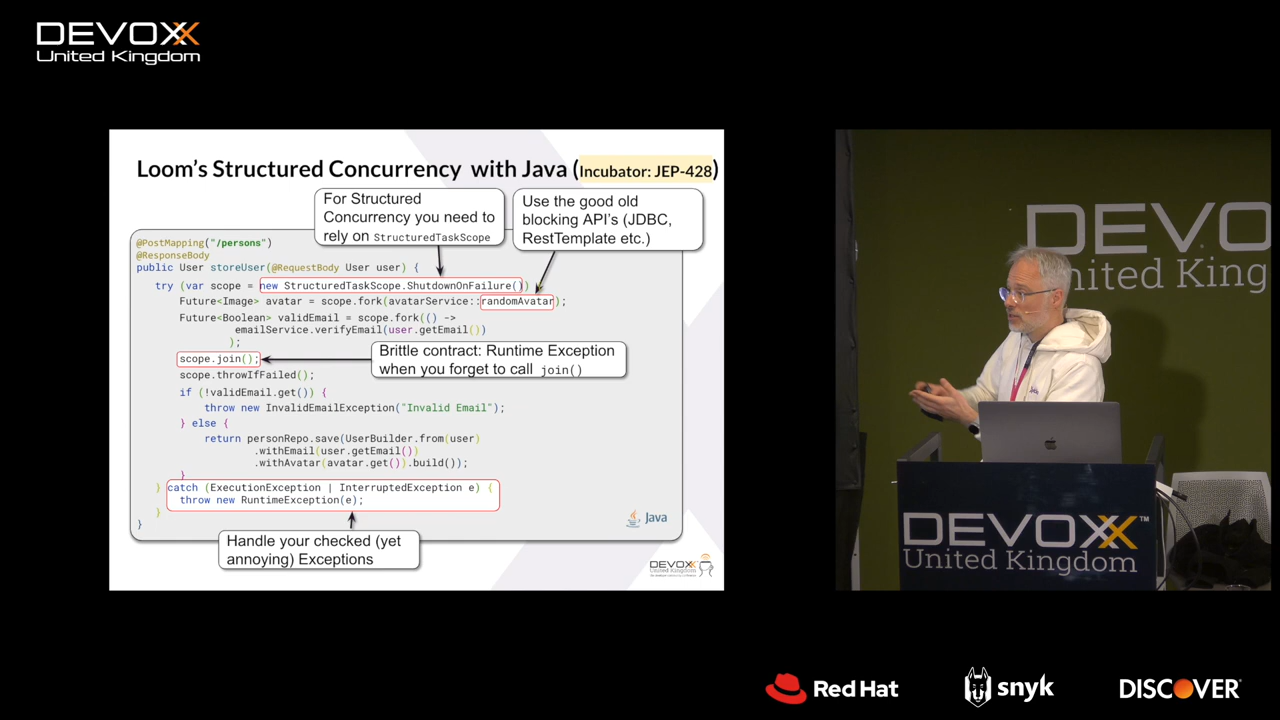 DEVOXX
United Kingdom
Loom's Structured Concurrency with Java (Incubator: JEP-428)
For Structured
Concurrency you need to
rely on StructuredTaskScope
Use the good old
blocking API's (JDBC,
RestTemplate etc.)
@PostMapping("/persons")
@ResponseBody
public User storeUser(@RequestBody User user) {
try (var scope = new StructuredTaskScope.ShutdownOnFailure())
Future<Image> avatar = scope.fork(avatarService::randomAvatar);
Future<Boolean> validEmail = scope.fork(() ->
emailService.verifyEmail(user.getEmail())
);
scope.join();
Brittle contract: Runtime Exception
when you forget to call join()
scope.throwIfFailed();
if (!validEmail.get()) {
throw new InvalidEmailException("Invalid Email");
} else {
return personRepo.save(UserBuilder.from(user)
.withEmail(user.getEmail())
.withAvatar(avatar.get()).build());
}
} catch (ExecutionException | InterruptedException e) {
throw new RuntimeException(e);
}
}
Java
Handle your checked (yet
annoying) Exceptions
DEVOXX
United Kingdom
DEVOXX
United King
DEVOXX™
United Kingdom
Red Hat
snyk
DISCOVER